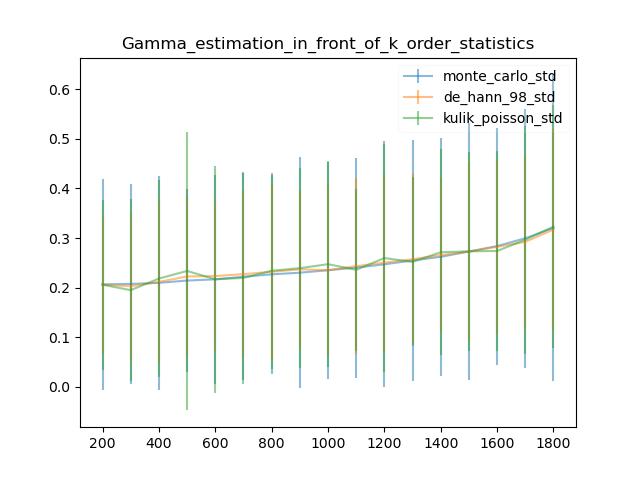 Gamma_estimation_in_front_of_k_order_statistics
monte_carlo_std
de_hann_98_std
kulik_poisson_std
0.6
0.5
0.4
0.3
0.2
0.1
0.0
200 400 600 800 1000 1200 1400 1600 1800